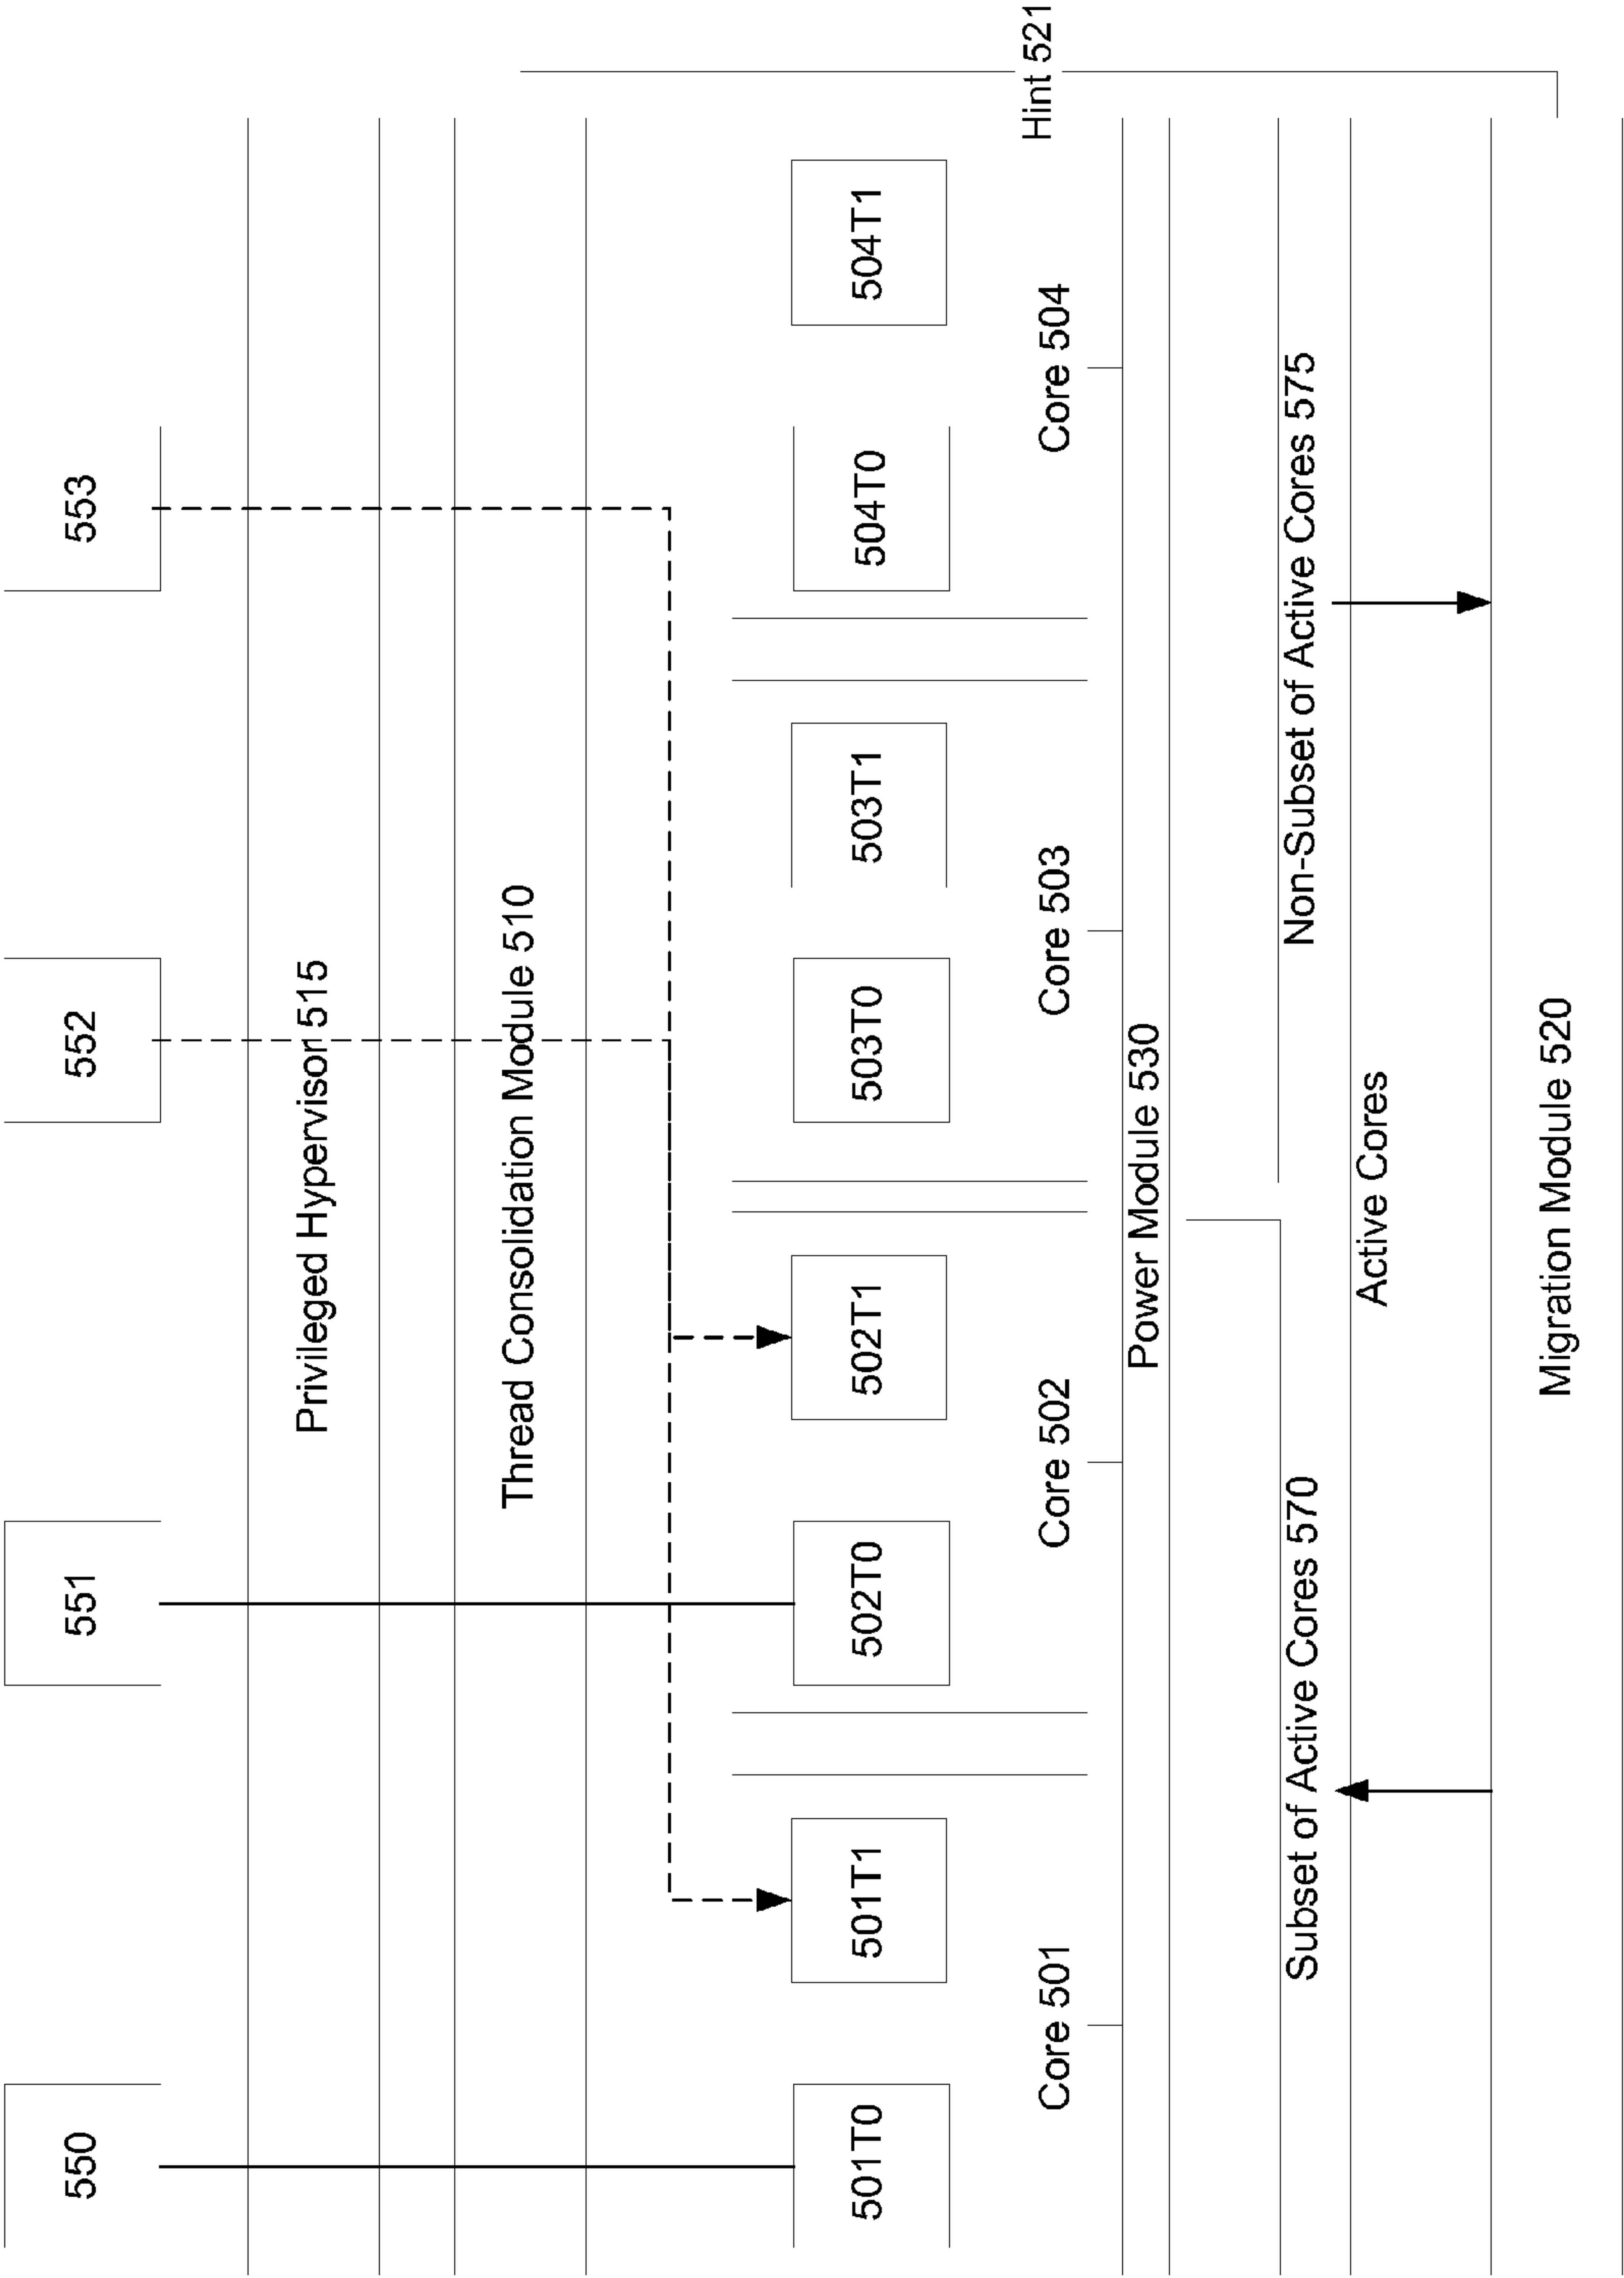 550
551
552
553
Privileged Hypervisor 515
Thread Consolidation Module 510
501T0
501T1
502T0
502T1
503T0
503T1
504T0
504T1
Core 501
Core 502
Core 503
Core 504
Hint 521
Power Module 530
Subset of Active Cores 570
Non-Subset of Active Cores 575
Active Cores
Migration Module 520